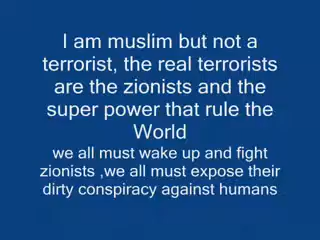 I am muslim but not a
terrorist, the real terrorists
are the zionists and the
super power that rule the
World
we all must wake up and fight
zionists ,we all must expose their
dirty conspiracy against humans